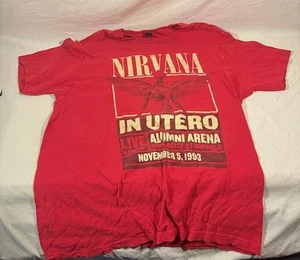 NIRVANA
IN UTERO
LIVE ALUMNI ARENA
NOVEMBER 5, 1993